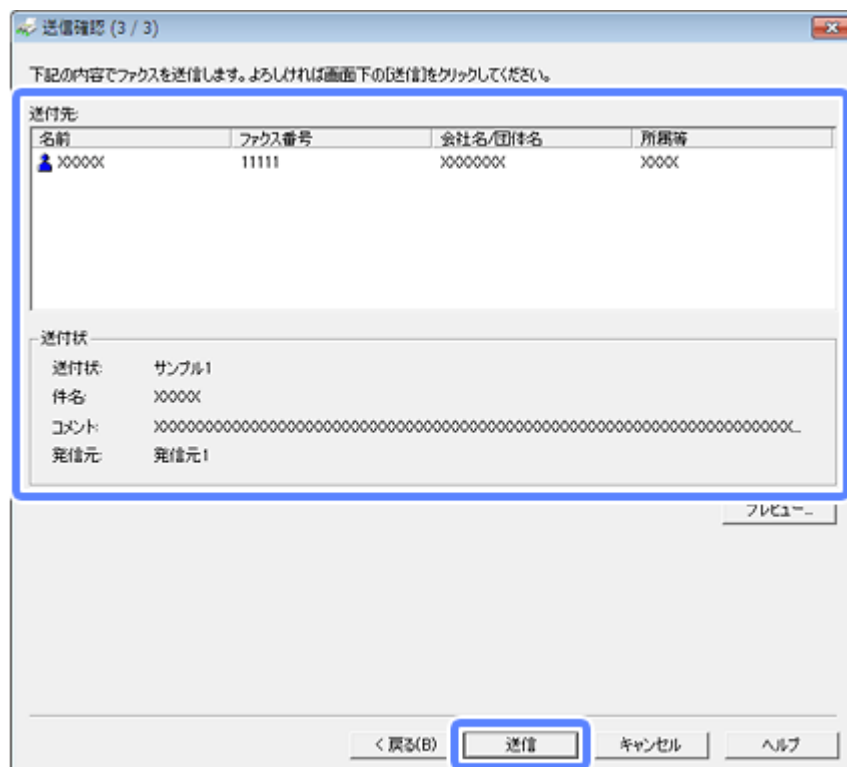 送信確認 (3 / 3)
下記の内容でファクスを送信します。よろしければ画面下の[送信]をクリックしてください。
送付先:
名前 ファクス番号 会社名/団体名 所属等
XXXXX 11111 XXXXXXX XXXX
送付状
送付状: サンプル1
件名: XXXXX
コメント:
発信元: 発信元1
プレビュー...
< 戻る(B) 送信 キャンセル ヘルプ